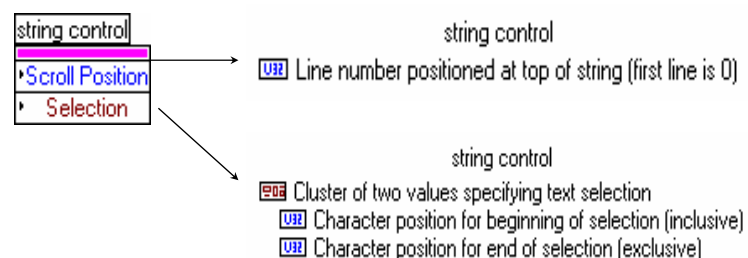 string control
Scroll Position
Selection
string control
U32 Line number positioned at top of string (first line is 0)
string control
Cluster of two values specifying text selection
U32 Character position for beginning of selection (inclusive)
U32 Character position for end of selection (exclusive)